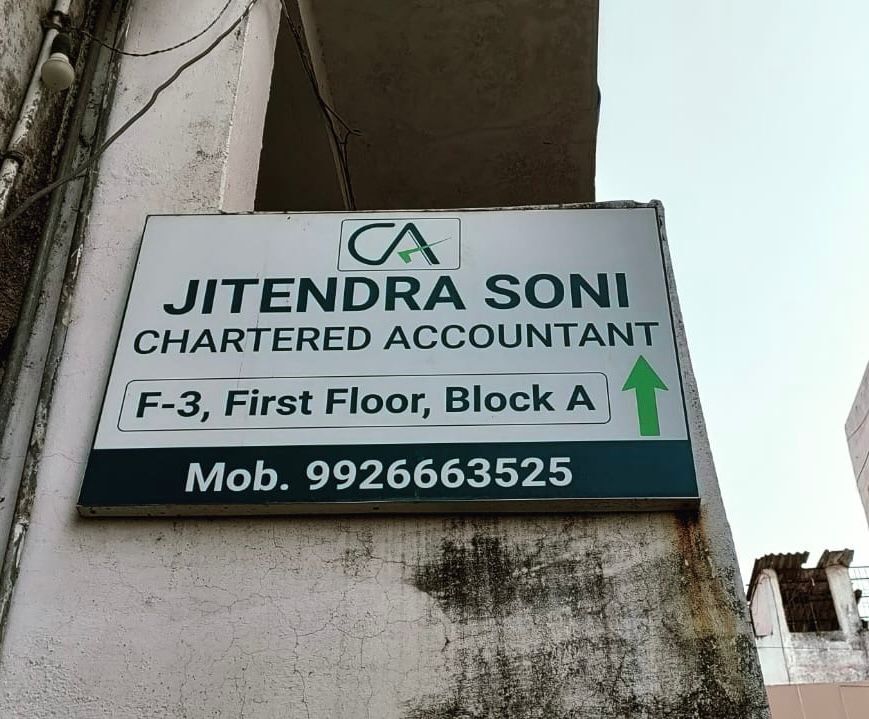 CA
JITENDRA SONI
CHARTERED ACCOUNTANT
F-3, First Floor, Block A
Mob. 9926663525